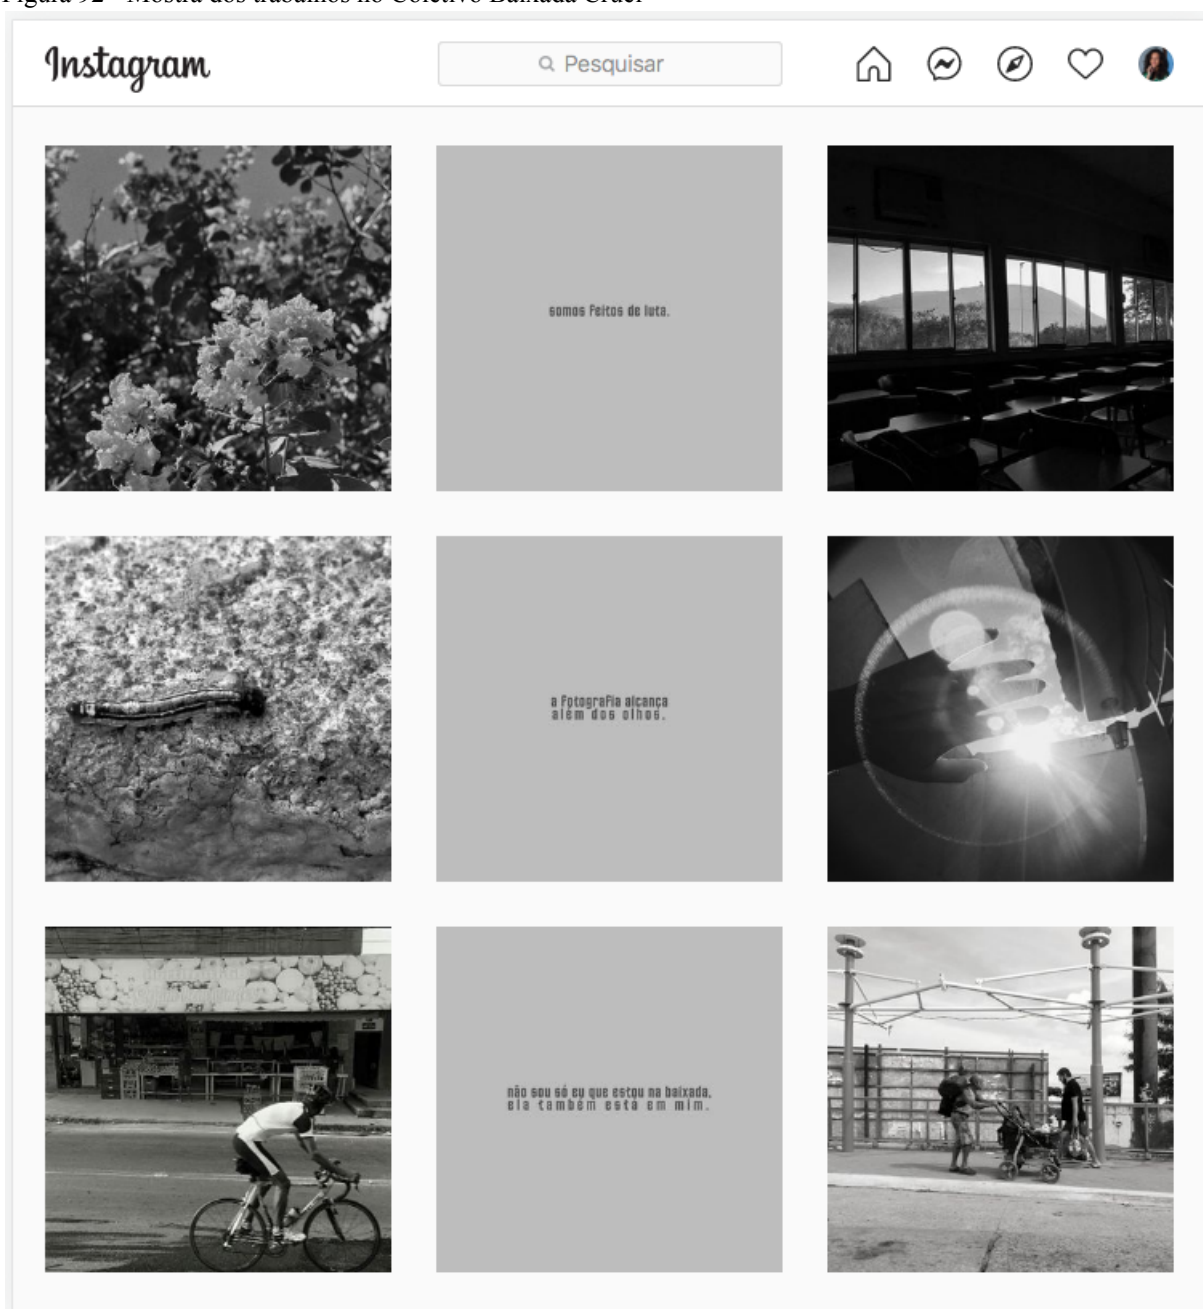 Figura 92 - Mostra dos trabalhos no Coletivo Baixada Cruel
Instagram
Pesquisar
somos feitos de luta.
a fotografia alcança
além dos olhos.
não sou só eu que estou na baixada,
ela também está em mim.